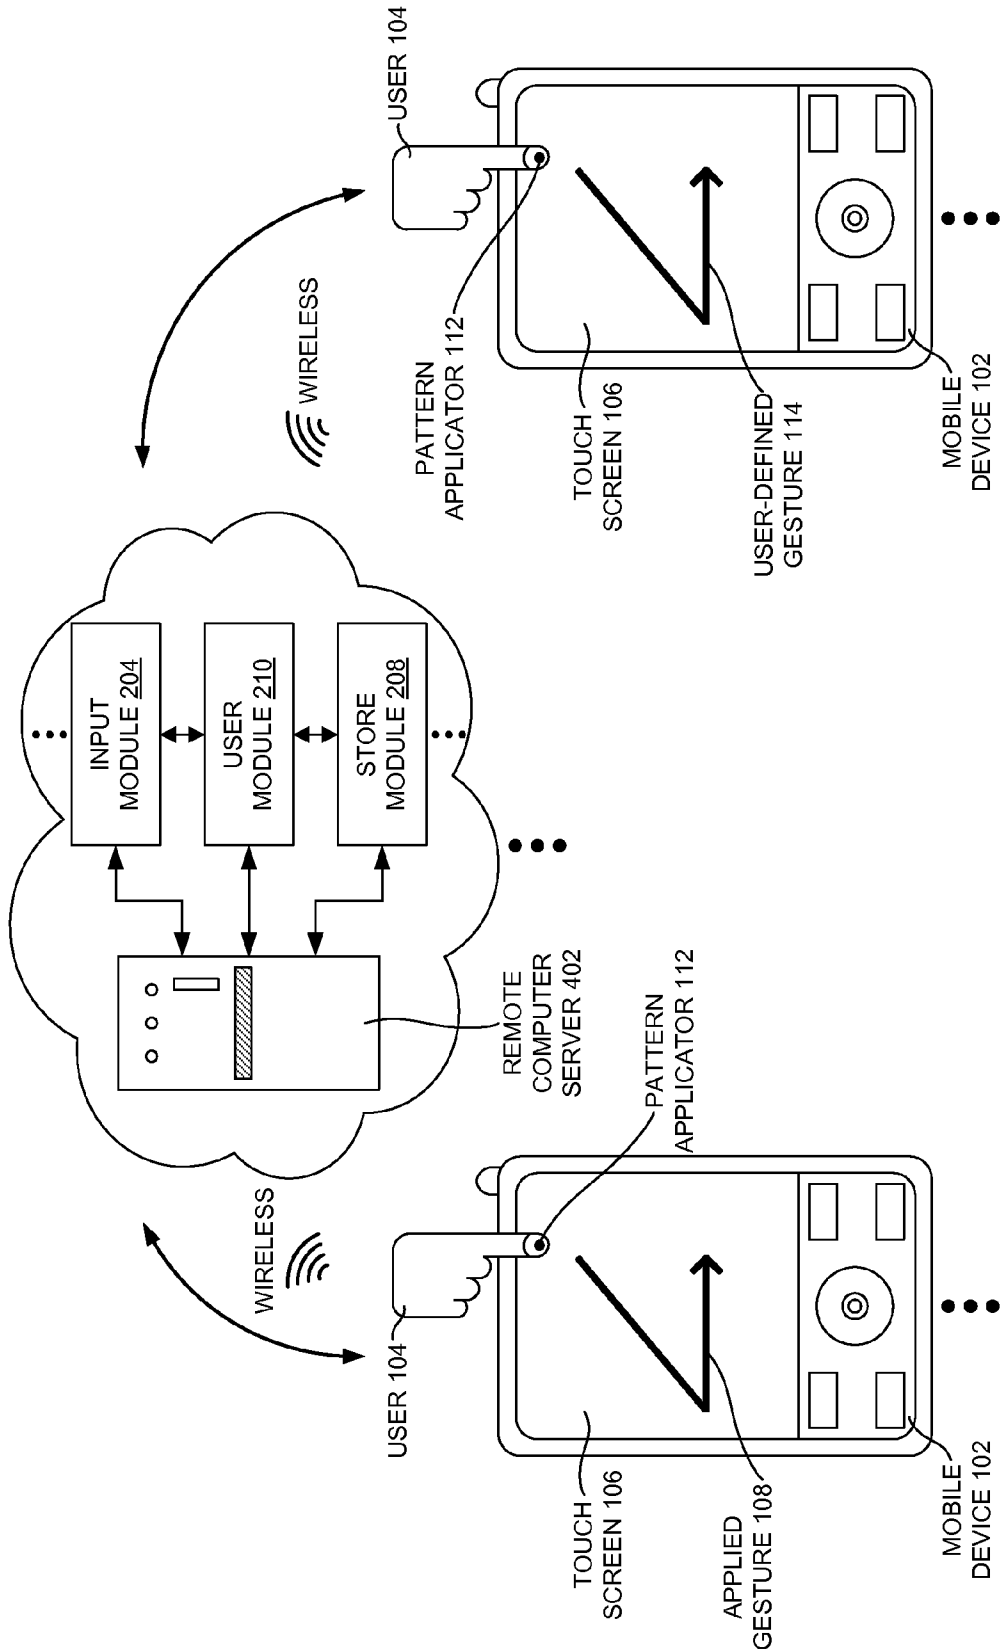 INPUT
MODULE 204
USER
MODULE 210
STORE
MODULE 208
REMOTE
COMPUTER
SERVER 402
WIRELESS
WIRELESS
USER 104
PATTERN
APPLICATOR 112
TOUCH
SCREEN 106
APPLIED
GESTURE 108
MOBILE
DEVICE 102
USER 104
PATTERN
APPLICATOR 112
TOUCH
SCREEN 106
USER-DEFINED
GESTURE 114
MOBILE
DEVICE 102